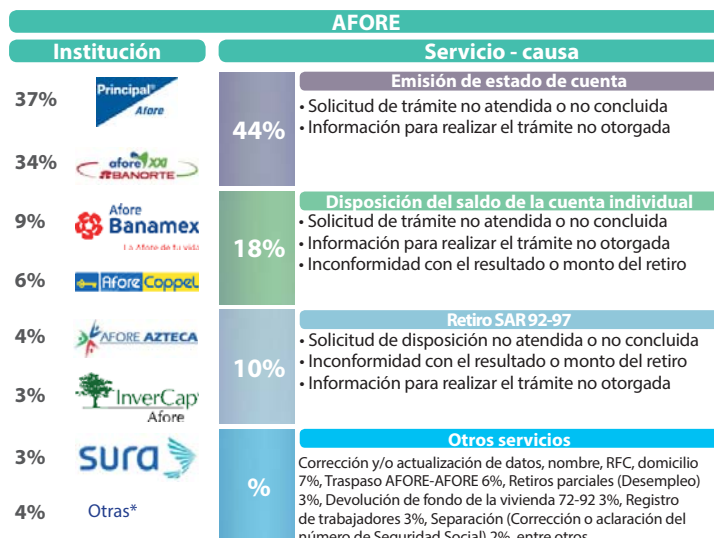 AFORE
Institución
Servicio - causa
37%
Principal®
Afore
34%
afore XXI
BANORTE
9%
Afore
Banamex
La Afore de tu vida
6%
Afore Coppel
4%
AFORE AZTECA
3%
InverCap
Afore
3%
sura
4%
Otras*
44%
Emisión de estado de cuenta
• Solicitud de trámite no atendida o no concluida
• Información para realizar el trámite no otorgada
18%
Disposición del saldo de la cuenta individual
• Solicitud de trámite no atendida o no concluida
• Información para realizar el trámite no otorgada
• Inconformidad con el resultado o monto del retiro
10%
Retiro SAR 92-97
• Solicitud de disposición no atendida o no concluida
• Inconformidad con el resultado o monto del retiro
• Información para realizar el trámite no otorgada
%
Otros servicios
Corrección y/o actualización de datos, nombre, RFC, domicilio
7%, Traspaso AFORE-AFORE 6%, Retiros parciales (Desempleo)
3%, Devolución de fondo de la vivienda 72-92 3%, Registro
de trabajadores 3%, Separación (Corrección o aclaración del
número de Seguridad Social) 2%, entre otros